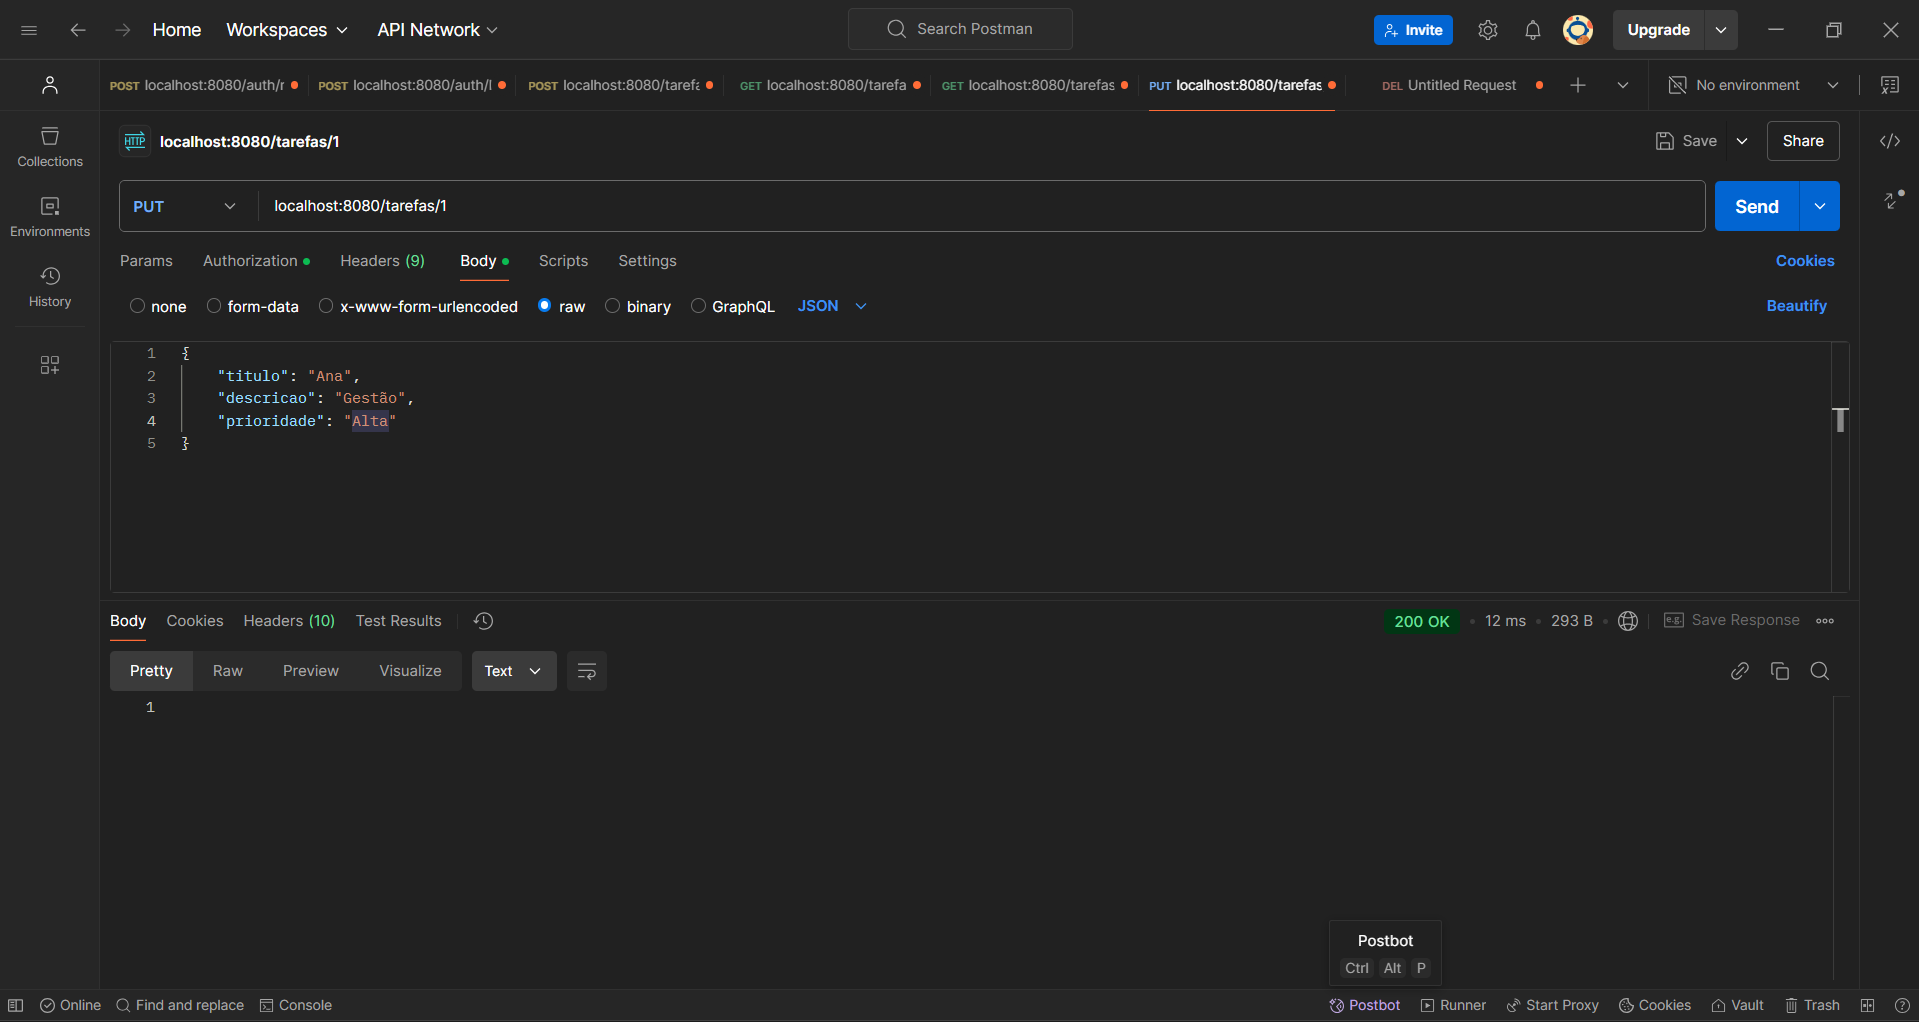 Home Workspaces API Network Search Postman Invite Upgrade
POST localhost:8080/auth/r POST localhost:8080/auth/l POST localhost:8080/tarefa GET localhost:8080/tarefa GET localhost:8080/tarefas PUT localhost:8080/tarefas DEL Untitled Request No environment
Collections
Environments
History
HTTP localhost:8080/tarefas/1 Save Share
PUT localhost:8080/tarefas/1 Send
Params Authorization Headers (9) Body Scripts Settings Cookies
none form-data x-www-form-urlencoded raw binary GraphQL JSON Beautify
1 {
2 "titulo": "Ana",
3 "descricao": "Gestão",
4 "prioridade": "Alta"
5 }
Body Cookies Headers (10) Test Results 200 OK 12 ms 293 B e.g. Save Response
Pretty Raw Preview Visualize Text
1
Postbot
Ctrl Alt P
Online Find and replace Console Postbot Runner Start Proxy Cookies Vault Trash